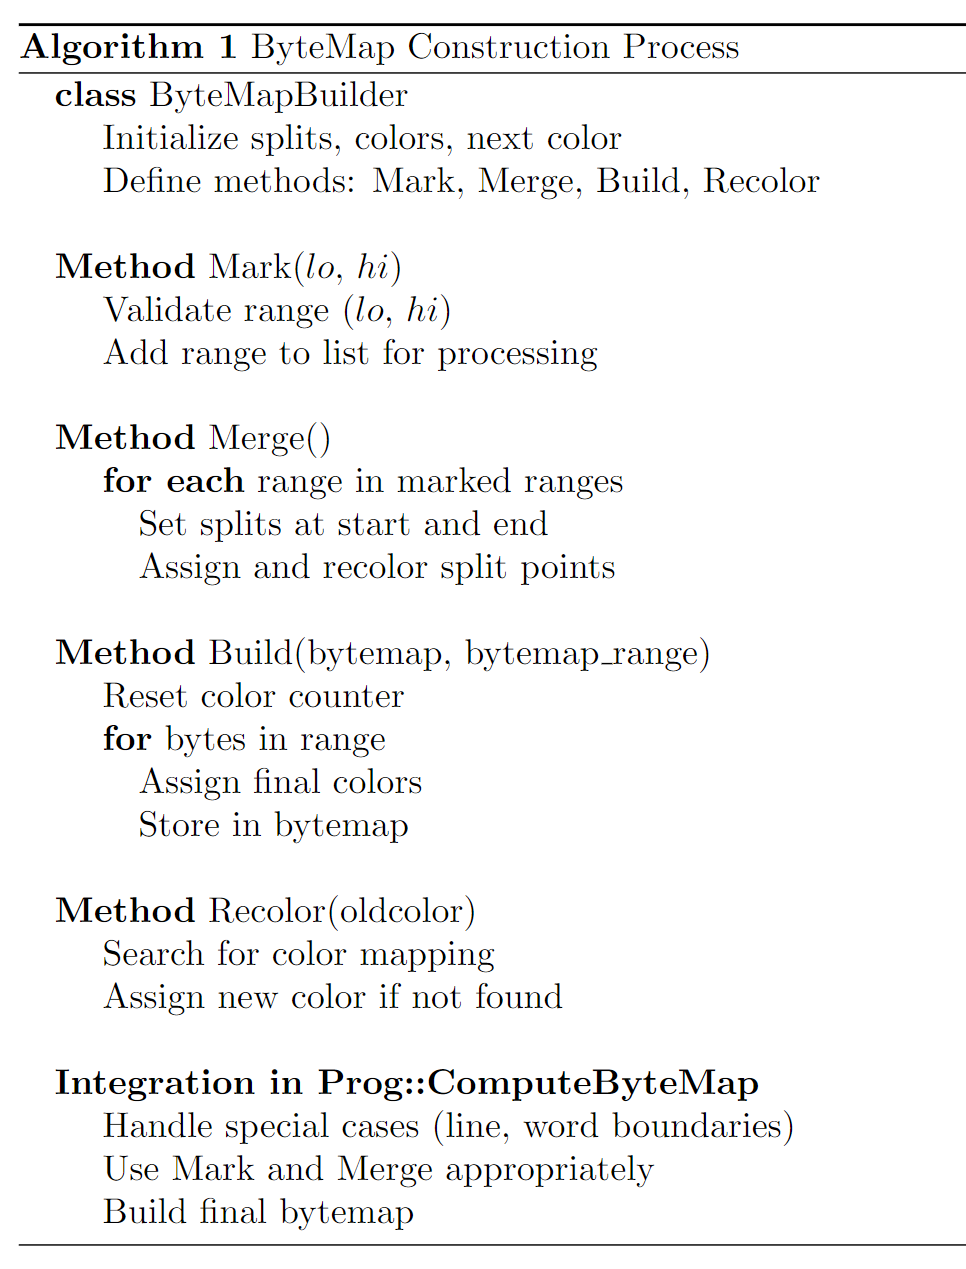 Algorithm 1 ByteMap Construction Process
class ByteMapBuilder
Initialize splits, colors, next color
Define methods: Mark, Merge, Build, Recolor
Method Mark(lo, hi)
Validate range (lo, hi)
Add range to list for processing
Method Merge()
for each range in marked ranges
Set splits at start and end
Assign and recolor split points
Method Build(bytemap, bytemap_range)
Reset color counter
for bytes in range
Assign final colors
Store in bytemap
Method Recolor(oldcolor)
Search for color mapping
Assign new color if not found
Integration in Prog::ComputeByteMap
Handle special cases (line, word boundaries)
Use Mark and Merge appropriately
Build final bytemap